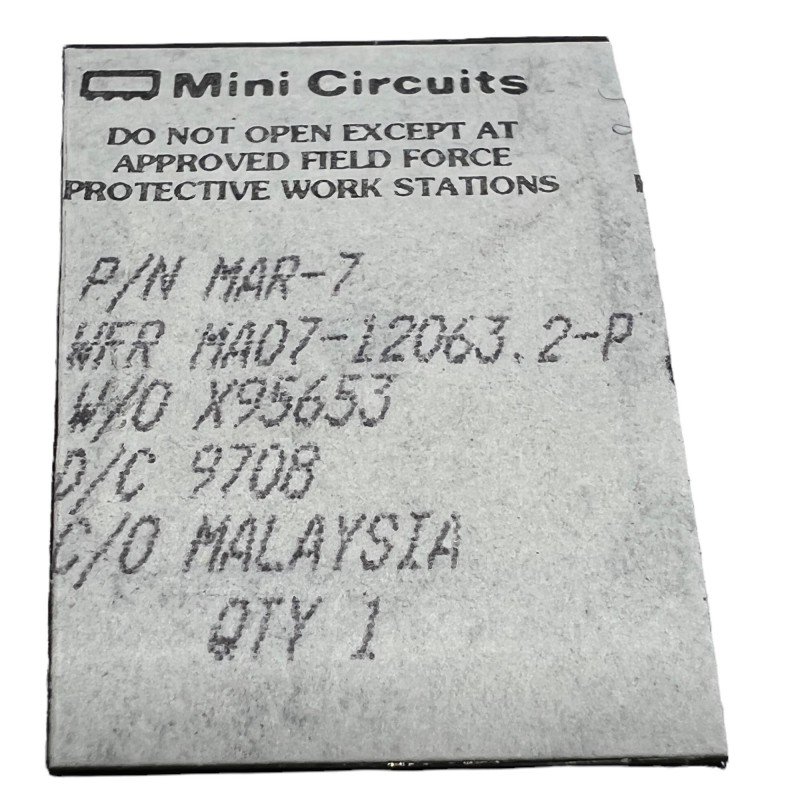 Mini Circuits
DO NOT OPEN EXCEPT AT
APPROVED FIELD FORCE
PROTECTIVE WORK STATIONS
P/N MAR-7
WFR MA07-12063.2-P
W/O X95653
D/C 9708
C/O MALAYSIA
QTY 1